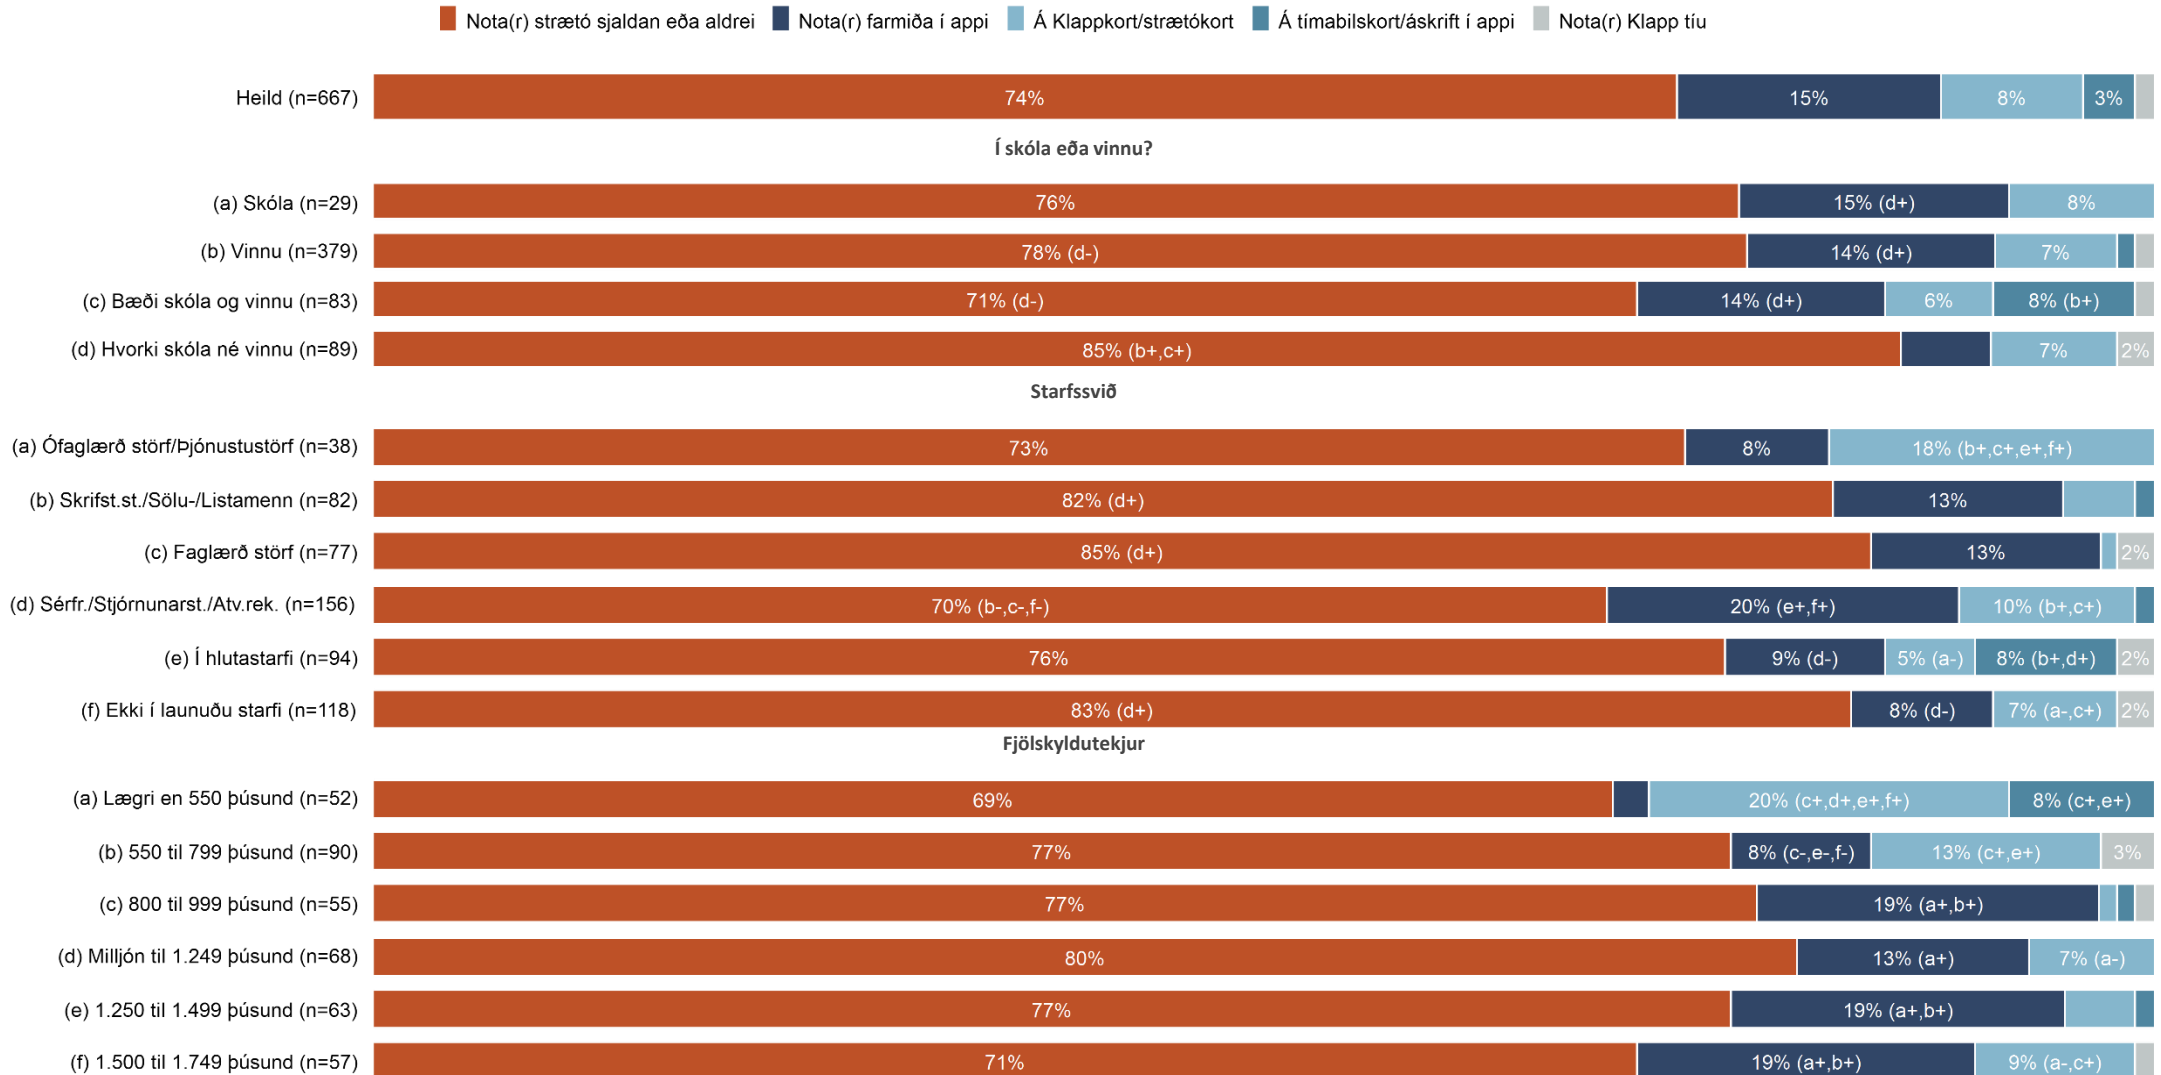 Nota(r) strætó sjaldan eða aldrei Nota(r) farmiða í appi Á Klappkort/strætókort Á tímabilskort/áskrift í appi Nota(r) Klapp tíu
Heild (n=667) 74% 15% 8% 3%
Í skóla eða vinnu?
(a) Skóla (n=29) 76% 15% (d+) 8%
(b) Vinnu (n=379) 78% (d-) 14% (d+) 7%
(c) Bæði skóla og vinnu (n=83) 71% (d-) 14% (d+) 6% 8% (b+)
(d) Hvorki skóla né vinnu (n=89) 85% (b+,c+) 7% 2%
Starfssvið
(a) Ófaglærð störf/Þjónustustörf (n=38) 73% 8% 18% (b+,c+,e+,f+)
(b) Skrifst.st./Sölu-/Listamenn (n=82) 82% (d+) 13%
(c) Faglærð störf (n=77) 85% (d+) 13% 2%
(d) Sérfr./Stjórnunarst./Atv.rek. (n=156) 70% (b-,c-,f-) 20% (e+,f+) 10% (b+,c+)
(e) Í hlutastarfi (n=94) 76% 9% (d-) 5% (a-) 8% (b+,d+) 2%
(f) Ekki í launuðu starfi (n=118) 83% (d+) 8% (d-) 7% (a-,c+) 2%
Fjölskyldutekjur
(a) Lægri en 550 þúsund (n=52) 69% 20% (c+,d+,e+,f+) 8% (c+,e+)
(b) 550 til 799 þúsund (n=90) 77% 8% (c-,e-,f-) 13% (c+,e+) 3%
(c) 800 til 999 þúsund (n=55) 77% 19% (a+,b+)
(d) Milljón til 1.249 þúsund (n=68) 80% 13% (a+) 7% (a-)
(e) 1.250 til 1.499 þúsund (n=63) 77% 19% (a+,b+)
(f) 1.500 til 1.749 þúsund (n=57) 71% 19% (a+,b+) 9% (a-,c+)